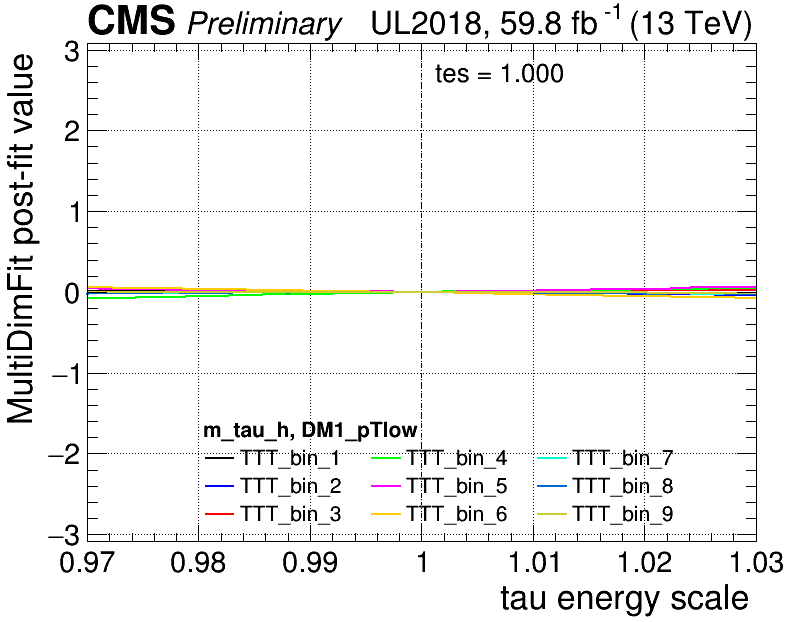 CMS Preliminary UL2018, 59.8 fb-1 (13 TeV)
tes = 1.000
MultiDimFit post-fit value
3
2
1
0
−1
−2
−3
m_tau_h, DM1_pTlow
TTT_bin_1 TTT_bin_4 TTT_bin_7
TTT_bin_2 TTT_bin_5 TTT_bin_8
TTT_bin_3 TTT_bin_6 TTT_bin_9
0.97 0.98 0.99 1 1.01 1.02 1.03
tau energy scale